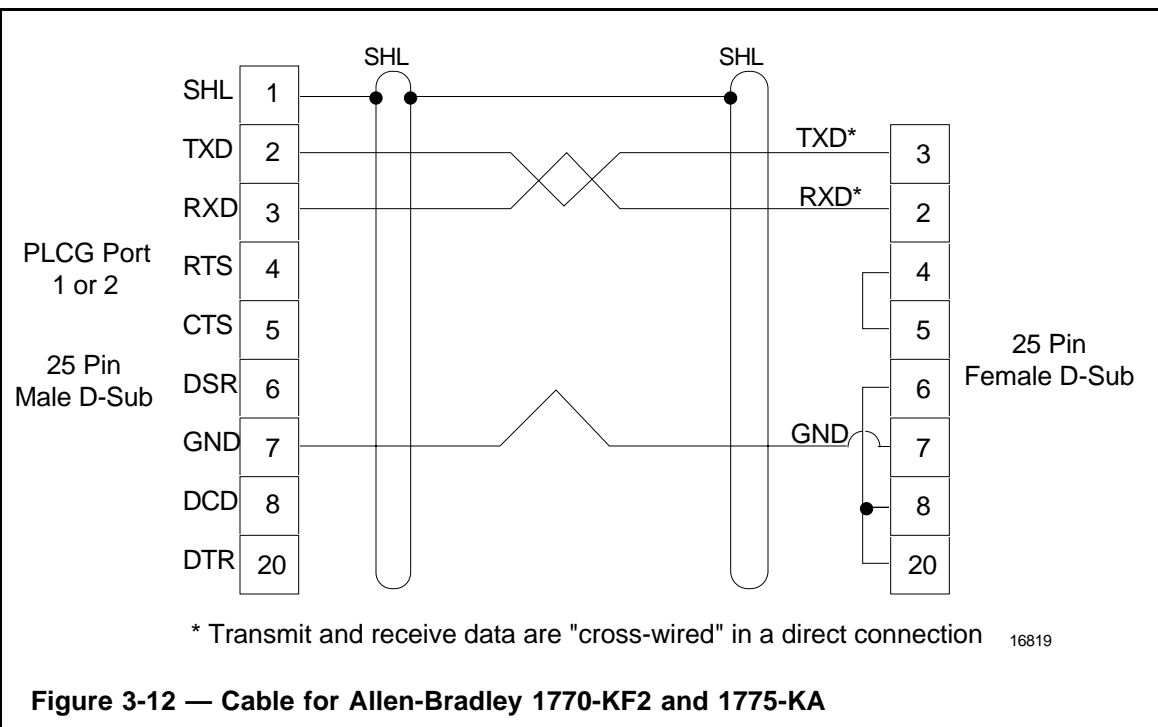 SHL
SHL
SHL 1
TXD 2
RXD 3
RTS 4
CTS 5
DSR 6
GND 7
DCD 8
DTR 20
PLCG Port
1 or 2
25 Pin
Male D-Sub
TXD* 3
RXD* 2
4
5
6
GND 7
8
20
25 Pin
Female D-Sub
* Transmit and receive data are "cross-wired" in a direct connection 16819
Figure 3-12 — Cable for Allen-Bradley 1770-KF2 and 1775-KA